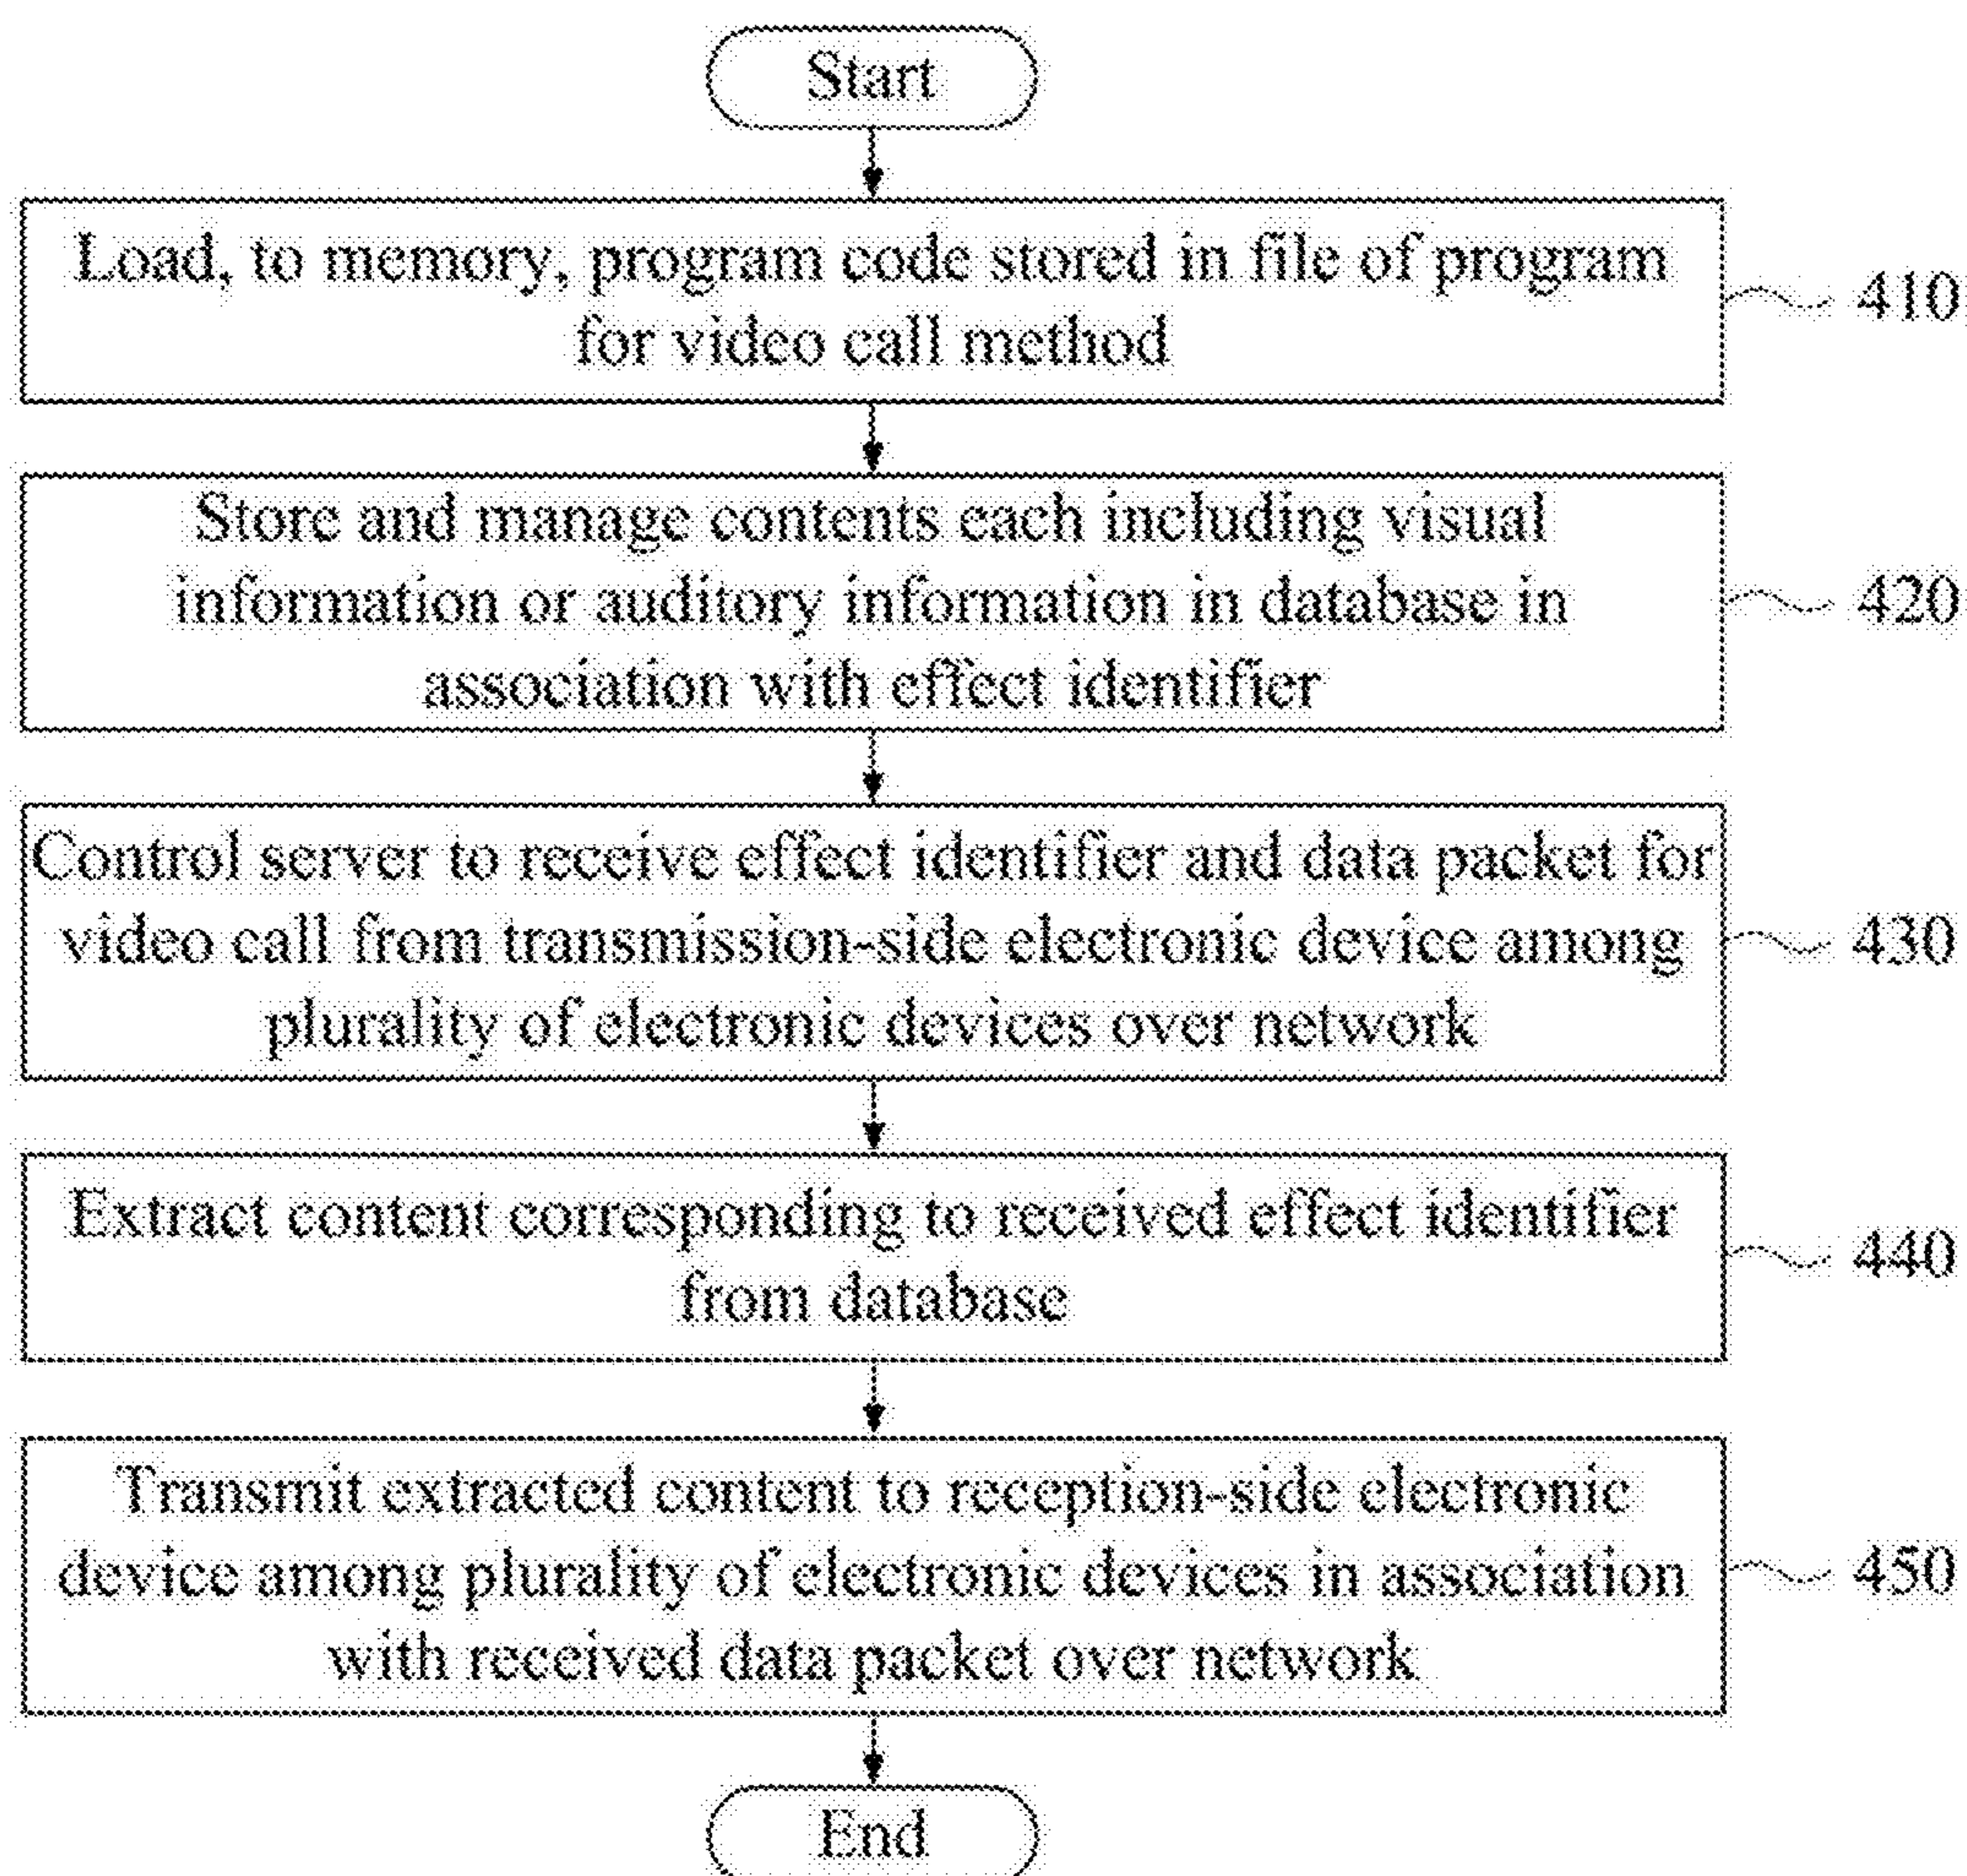 Start
Load, to memory, program code stored in file of program
for video call method
410
Store and manage contents each including visual
information or auditory information in database in
association with effect identifier
420
Control server to receive effect identifier and data packet for
video call from transmission-side electronic device among
plurality of electronic devices over network
430
Extract content corresponding to received effect identifier
from database
440
Transmit extracted content to reception-side electronic
device among plurality of electronic devices in association
with received data packet over network
450
End